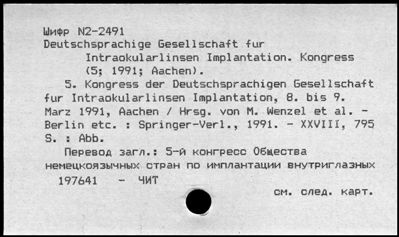 Шифр N2-2491
Deutschsprachige Gesellschaft fur
Intraokularlinsen Implantation. Kongress
(5; 1991; Aachen).
5. Kongress der Deutschsprachigen Gesellschaft
fur Intraokularlinsen Implantation, 8. bis 9.
Marz 1991, Aachen / Hrsg. von M. Wenzel et al. -
Berlin etc. : Springer-Verl., 1991. - XXVIII, 795
S. : Abb.
Перевод загл.: 5-й конгресс Общества
немецкоязычных стран по имплантации внутриглазных
197641 - ЧИТ
см. след. карт.